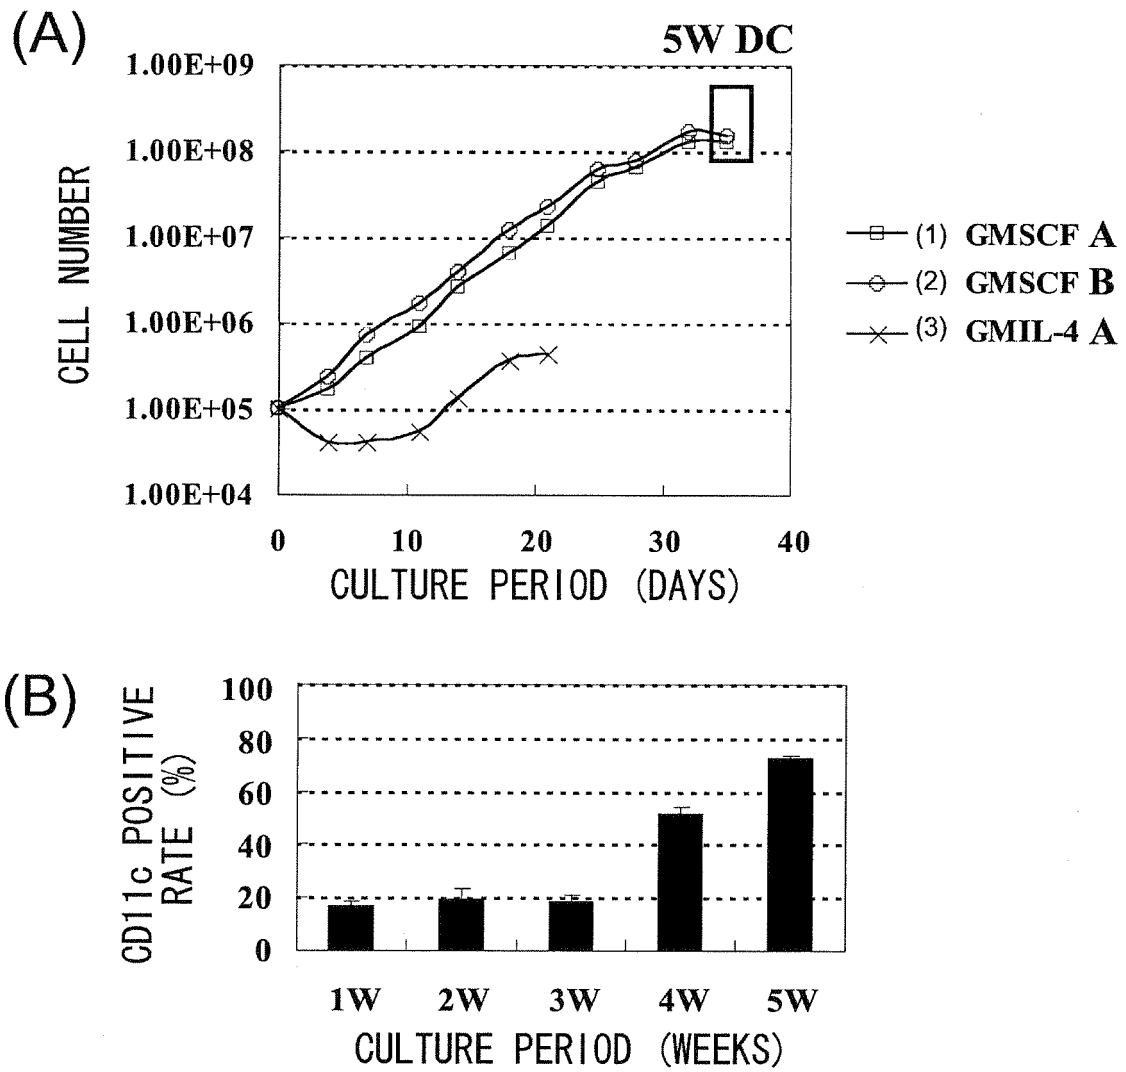 (A)
5W DC
1.00E+09
1.00E+08
1.00E+07
1.00E+06
1.00E+05
1.00E+04
CELL NUMBER
0 10 20 30 40
CULTURE PERIOD (DAYS)
(1) GMSCF A
(2) GMSCF B
(3) GMIL-4 A
(B)
CD11c POSITIVE
RATE (%)
100
80
60
40
20
0
1W 2W 3W 4W 5W
CULTURE PERIOD (WEEKS)